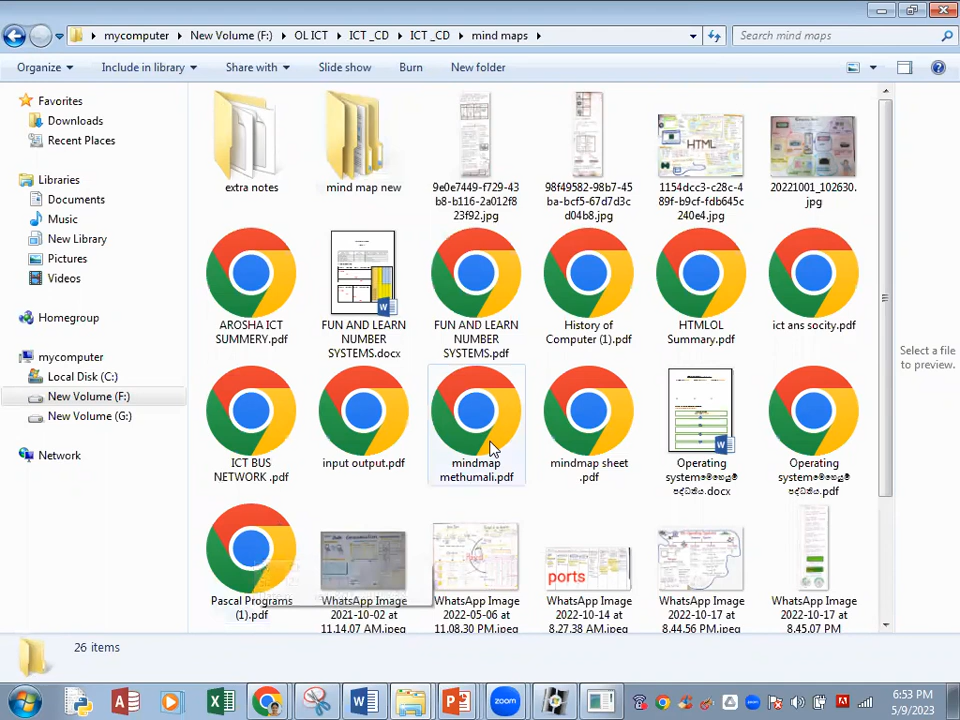 mycomputer
New Volume (F:)
OL ICT
ICT _CD
ICT _CD
mind maps
Search mind maps
Organize
Include in library
Share with
Slide show
Burn
New folder
Favorites
Downloads
Recent Places
Libraries
Documents
Music
New Library
Pictures
Videos
Homegroup
mycomputer
Local Disk (C:)
New Volume (F:)
New Volume (G:)
Network
extra notes
mind map new
9e0e7449-f729-43
b8-b116-2a012f8
23f92.jpg
98f49582-98b7-45
ba-bcf5-67d7d3c
d04b8.jpg
HTML
1154dcc3-c28c-4
89f-b9cf-fdb645c
240e4.jpg
20221001_102630.
jpg
AROSHA ICT
SUMMERY.pdf
FUN AND LEARN
NUMBER
SYSTEMS.docx
FUN AND LEARN
NUMBER
SYSTEMS.pdf
History of
Computer (1).pdf
HTMLOL
Summary.pdf
ict ans socity.pdf
ICT BUS
NETWORK .pdf
input output.pdf
mindmap
methumali.pdf
mindmap sheet
.pdf
Operating
systemමෙහෙයුම්
පද්ධතිය.docx
Operating
systemමෙහෙයුම්
පද්ධතිය.pdf
Pascal Programs
(1).pdf
WhatsApp Image
2021-10-02 at
11.14.07 AM.jpeg
WhatsApp Image
2022-05-06 at
11.08.30 PM.jpeg
ports
WhatsApp Image
2022-10-14 at
8.27.38 AM.jpeg
WhatsApp Image
2022-10-17 at
8.44.56 PM.jpeg
WhatsApp Image
2022-10-17 at
8.45.07 PM
Select a file
to preview.
26 items
zoom
6:53 PM
5/9/2023